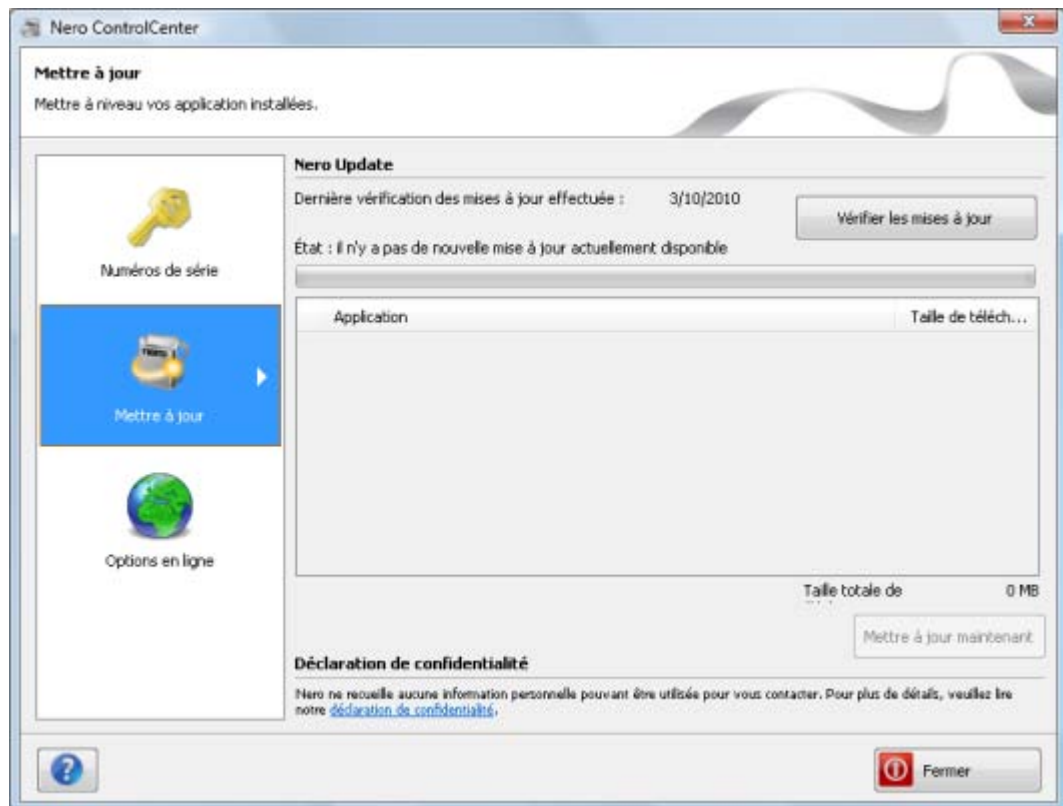 Nero ControlCenter
Mettre à jour
Mettre à niveau vos application installées.
Numéros de série
Mettre à jour
Options en ligne
Nero Update
Dernière vérification des mises à jour effectuée : 3/10/2010
Vérifier les mises à jour
État : il n'y a pas de nouvelle mise à jour actuellement disponible
Application Taille de téléch...
Taille totale de 0 MB
Mettre à jour maintenant
Déclaration de confidentialité
Nero ne recueille aucune information personnelle pouvant être utilisée pour vous contacter. Pour plus de détails, veuillez lire
notre déclaration de confidentialité.
Fermer